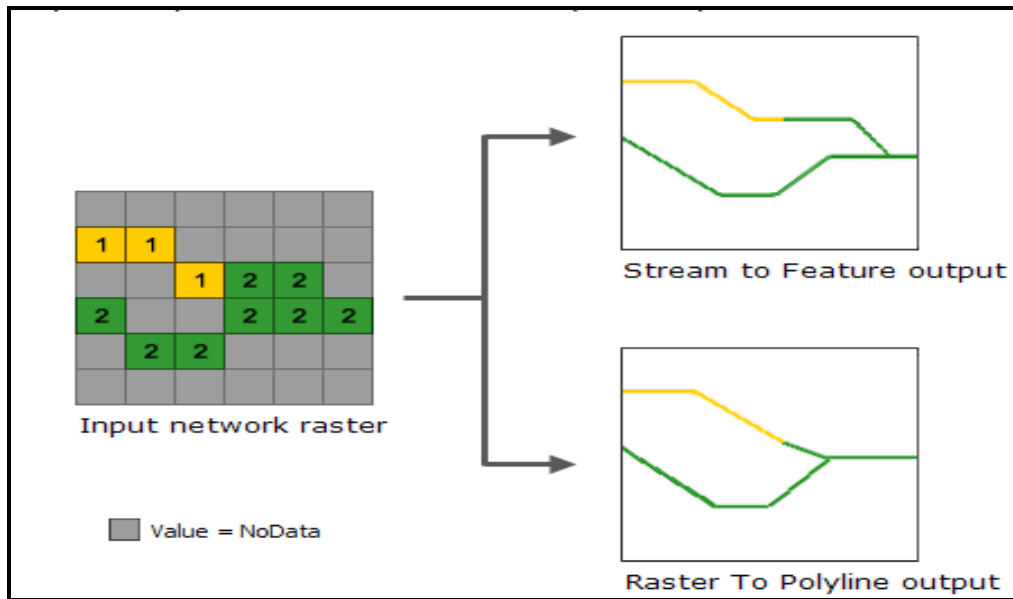 1 1
1 2 2
2 2 2 2
2 2
Input network raster
Value = NoData
Stream to Feature output
Raster To Polyline output